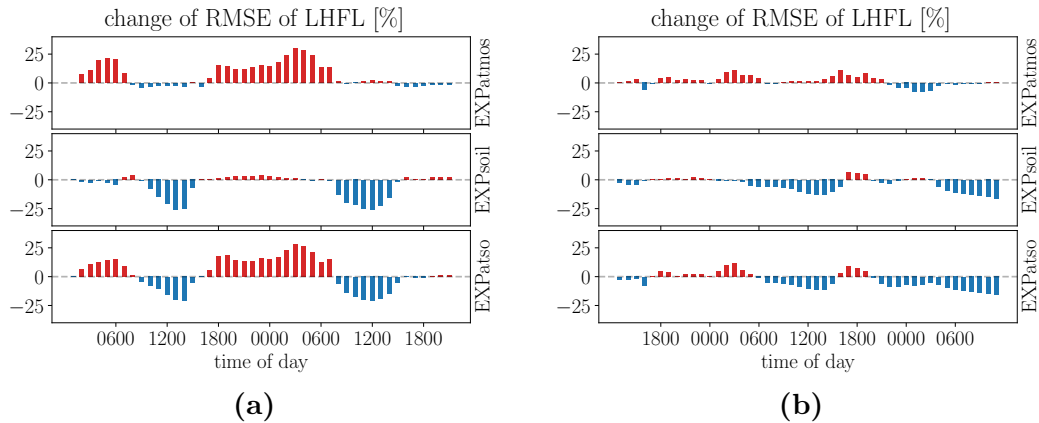 change of RMSE of LHFL [%]
25
0
−25
EXPatmos
25
0
−25
EXPsoil
25
0
−25
EXPatso
0600 1200 1800 0000 0600 1200 1800
time of day
(a)
change of RMSE of LHFL [%]
25
0
−25
EXPatmos
25
0
−25
EXPsoil
25
0
−25
EXPatso
1800 0000 0600 1200 1800 0000 0600
time of day
(b)